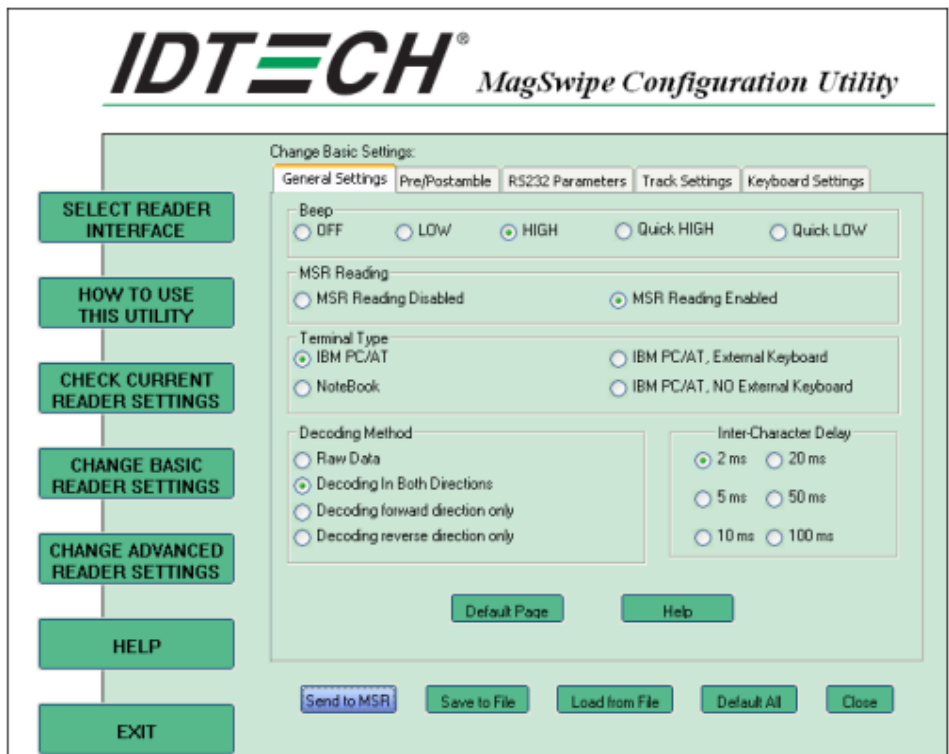 IDTECH®
MagSwipe Configuration Utility
Change Basic Settings:
General Settings Pre/Postamble RS232 Parameters Track Settings Keyboard Settings
SELECT READER
INTERFACE
HOW TO USE
THIS UTILITY
CHECK CURRENT
READER SETTINGS
CHANGE BASIC
READER SETTINGS
CHANGE ADVANCED
READER SETTINGS
HELP
EXIT
Beep
OFF LOW HIGH Quick HIGH Quick LOW
MSR Reading
MSR Reading Disabled MSR Reading Enabled
Terminal Type
IBM PC/AT IBM PC/AT, External Keyboard
NoteBook IBM PC/AT, NO External Keyboard
Decoding Method
Raw Data
Decoding In Both Directions
Decoding forward direction only
Decoding reverse direction only
Inter-Character Delay
2 ms 20 ms
5 ms 50 ms
10 ms 100 ms
Default Page Help
Send to MSR Save to File Load from File Default All Close